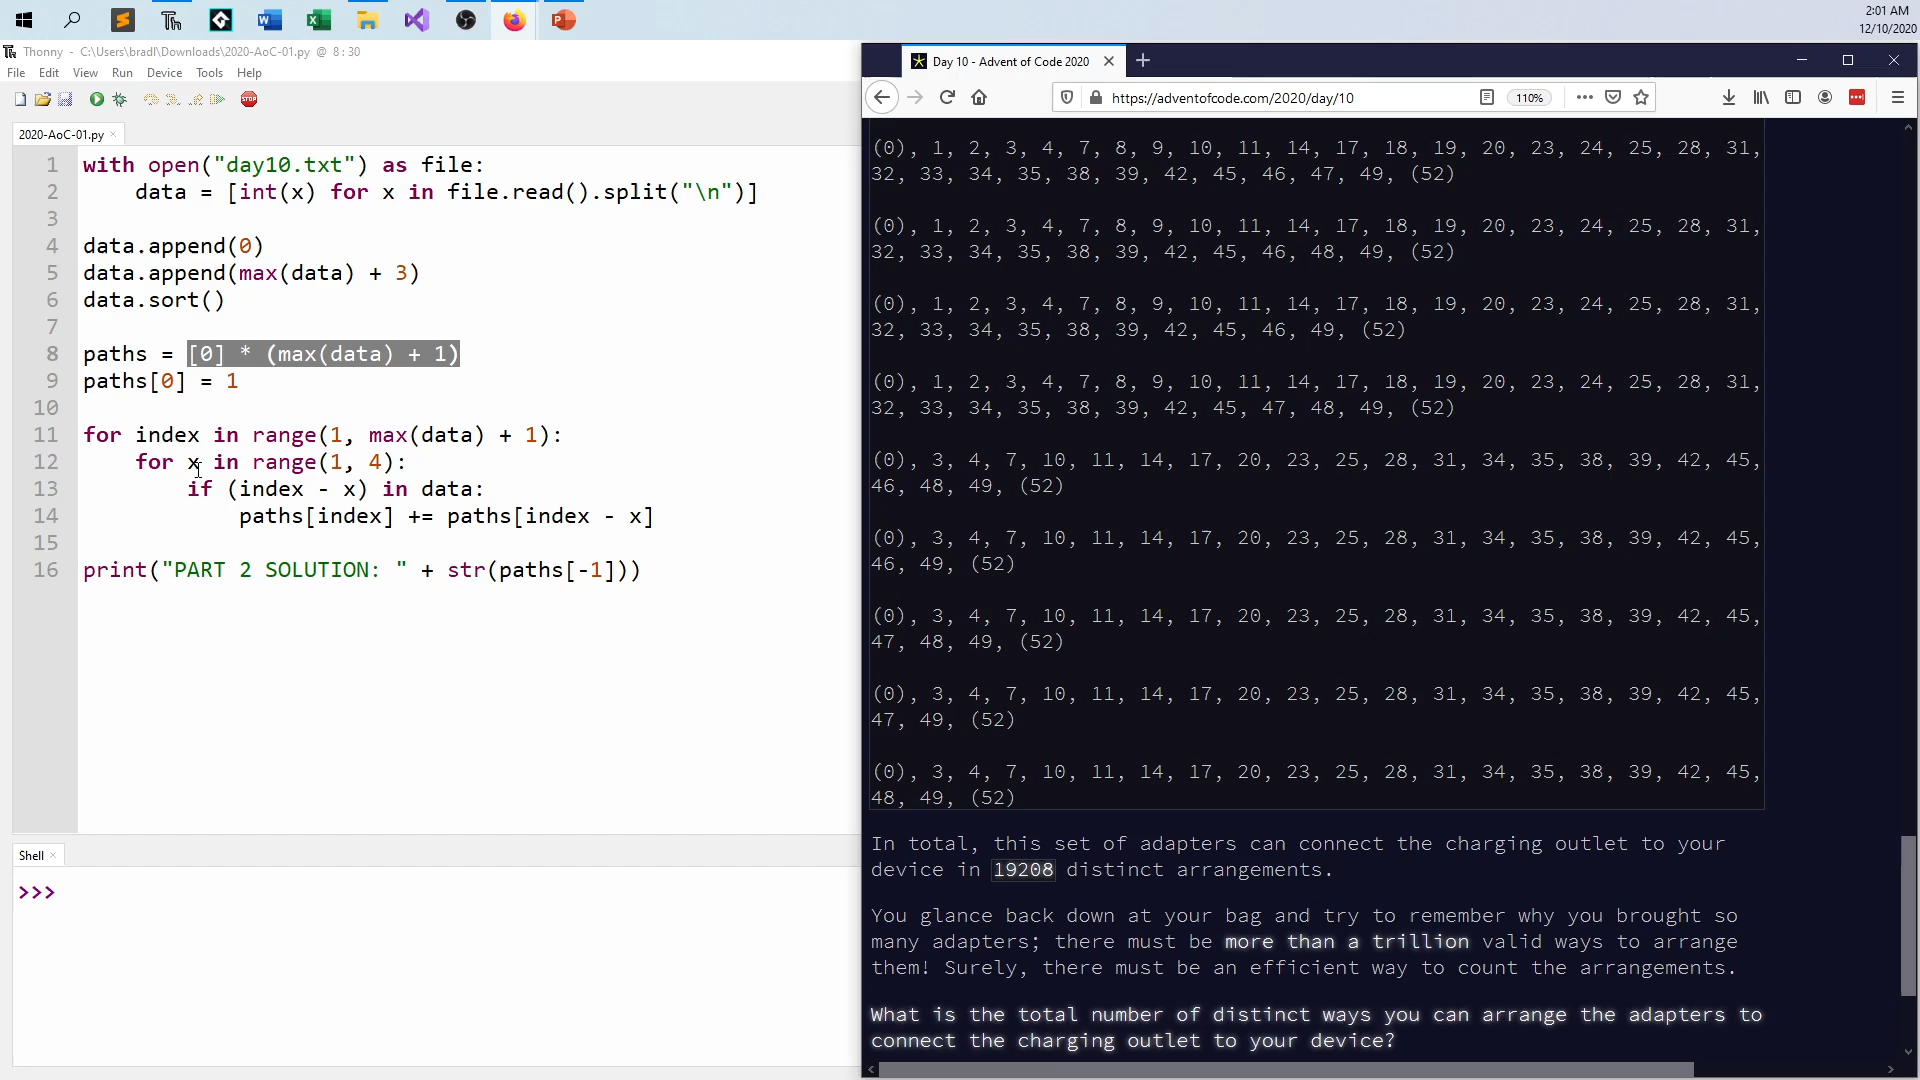 2:01 AM
12/10/2020
Thonny - C:\Users\bradl\Downloads\2020-AoC-01.py @ 8:30
File Edit View Run Device Tools Help
2020-AoC-01.py
1 with open("day10.txt") as file:
2 data = [int(x) for x in file.read().split("\n")]
3
4 data.append(0)
5 data.append(max(data) + 3)
6 data.sort()
7
8 paths = [0] * (max(data) + 1)
9 paths[0] = 1
10
11 for index in range(1, max(data) + 1):
12 for x in range(1, 4):
13 if (index - x) in data:
14 paths[index] += paths[index - x]
15
16 print("PART 2 SOLUTION: " + str(paths[-1]))
Shell
>>>
Day 10 - Advent of Code 2020
https://adventofcode.com/2020/day/10
110%
(0), 1, 2, 3, 4, 7, 8, 9, 10, 11, 14, 17, 18, 19, 20, 23, 24, 25, 28, 31,
32, 33, 34, 35, 38, 39, 42, 45, 46, 47, 49, (52)
(0), 1, 2, 3, 4, 7, 8, 9, 10, 11, 14, 17, 18, 19, 20, 23, 24, 25, 28, 31,
32, 33, 34, 35, 38, 39, 42, 45, 46, 48, 49, (52)
(0), 1, 2, 3, 4, 7, 8, 9, 10, 11, 14, 17, 18, 19, 20, 23, 24, 25, 28, 31,
32, 33, 34, 35, 38, 39, 42, 45, 46, 49, (52)
(0), 1, 2, 3, 4, 7, 8, 9, 10, 11, 14, 17, 18, 19, 20, 23, 24, 25, 28, 31,
32, 33, 34, 35, 38, 39, 42, 45, 47, 48, 49, (52)
(0), 3, 4, 7, 10, 11, 14, 17, 20, 23, 25, 28, 31, 34, 35, 38, 39, 42, 45,
46, 48, 49, (52)
(0), 3, 4, 7, 10, 11, 14, 17, 20, 23, 25, 28, 31, 34, 35, 38, 39, 42, 45,
46, 49, (52)
(0), 3, 4, 7, 10, 11, 14, 17, 20, 23, 25, 28, 31, 34, 35, 38, 39, 42, 45,
47, 48, 49, (52)
(0), 3, 4, 7, 10, 11, 14, 17, 20, 23, 25, 28, 31, 34, 35, 38, 39, 42, 45,
47, 49, (52)
(0), 3, 4, 7, 10, 11, 14, 17, 20, 23, 25, 28, 31, 34, 35, 38, 39, 42, 45,
48, 49, (52)
In total, this set of adapters can connect the charging outlet to your
device in 19208 distinct arrangements.
You glance back down at your bag and try to remember why you brought so
many adapters; there must be more than a trillion valid ways to arrange
them! Surely, there must be an efficient way to count the arrangements.
What is the total number of distinct ways you can arrange the adapters to
connect the charging outlet to your device?